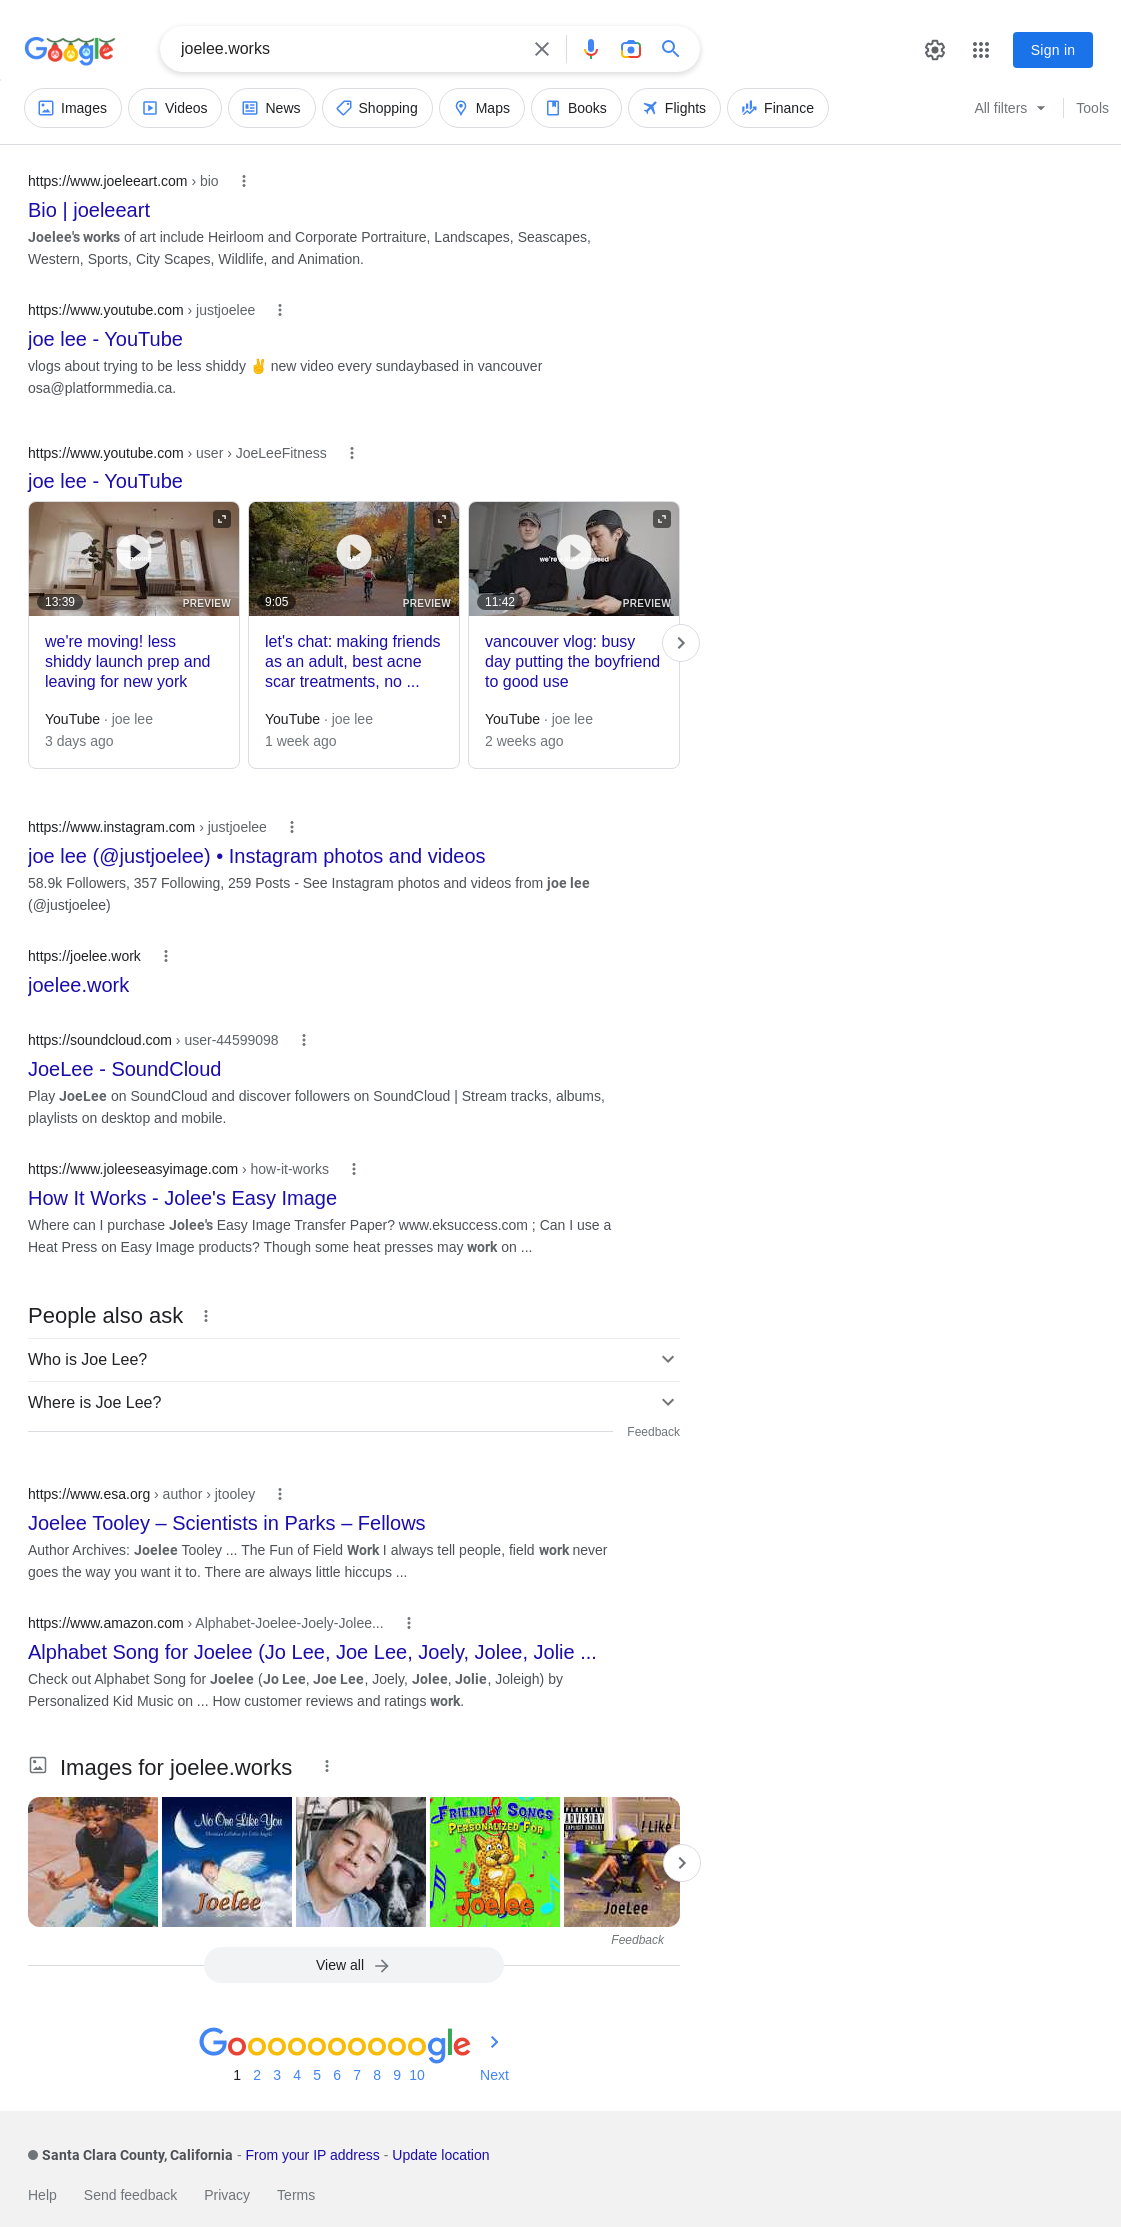 Google
joelee.works
Sign in
Images
Videos
News
Shopping
Maps
Books
Flights
Finance
All filters
Tools
https://www.joeleeart.com › bio
Bio | joeleeart
Joelee's works of art include Heirloom and Corporate Portraiture, Landscapes, Seascapes,
Western, Sports, City Scapes, Wildlife, and Animation.
https://www.youtube.com › justjoelee
joe lee - YouTube
vlogs about trying to be less shiddy ✌️ new video every sundaybased in vancouver
osa@platformmedia.ca.
https://www.youtube.com › user › JoeLeeFitness
joe lee - YouTube
13:39
PREVIEW
9:05
PREVIEW
11:42
PREVIEW
we're moving! less
shiddy launch prep and
leaving for new york
YouTube · joe lee
3 days ago
let's chat: making friends
as an adult, best acne
scar treatments, no ...
YouTube · joe lee
1 week ago
vancouver vlog: busy
day putting the boyfriend
to good use
YouTube · joe lee
2 weeks ago
https://www.instagram.com › justjoelee
joe lee (@justjoelee) • Instagram photos and videos
58.9k Followers, 357 Following, 259 Posts - See Instagram photos and videos from joe lee
(@justjoelee)
https://joelee.work
joelee.work
https://soundcloud.com › user-44599098
JoeLee - SoundCloud
Play JoeLee on SoundCloud and discover followers on SoundCloud | Stream tracks, albums,
playlists on desktop and mobile.
https://www.joleeseasyimage.com › how-it-works
How It Works - Jolee's Easy Image
Where can I purchase Jolee's Easy Image Transfer Paper? www.eksuccess.com ; Can I use a
Heat Press on Easy Image products? Though some heat presses may work on ...
People also ask
Who is Joe Lee?
Where is Joe Lee?
Feedback
https://www.esa.org › author › jtooley
Joelee Tooley – Scientists in Parks – Fellows
Author Archives: Joelee Tooley ... The Fun of Field Work I always tell people, field work never
goes the way you want it to. There are always little hiccups ...
https://www.amazon.com › Alphabet-Joelee-Joely-Jolee...
Alphabet Song for Joelee (Jo Lee, Joe Lee, Joely, Jolee, Jolie ...
Check out Alphabet Song for Joelee (Jo Lee, Joe Lee, Joely, Jolee, Jolie, Joleigh) by
Personalized Kid Music on ... How customer reviews and ratings work.
Images for joelee.works
No One Like You
Joelee
FRIENDLY SONGS
PERSONALIZED FOR
Joelee
PARENTAL
ADVISORY
EXPLICIT CONTENT
I Like
JoeLee
Feedback
View all
Goooooooooogle
1 2 3 4 5 6 7 8 9 10 Next
Santa Clara County, California - From your IP address - Update location
Help
Send feedback
Privacy
Terms